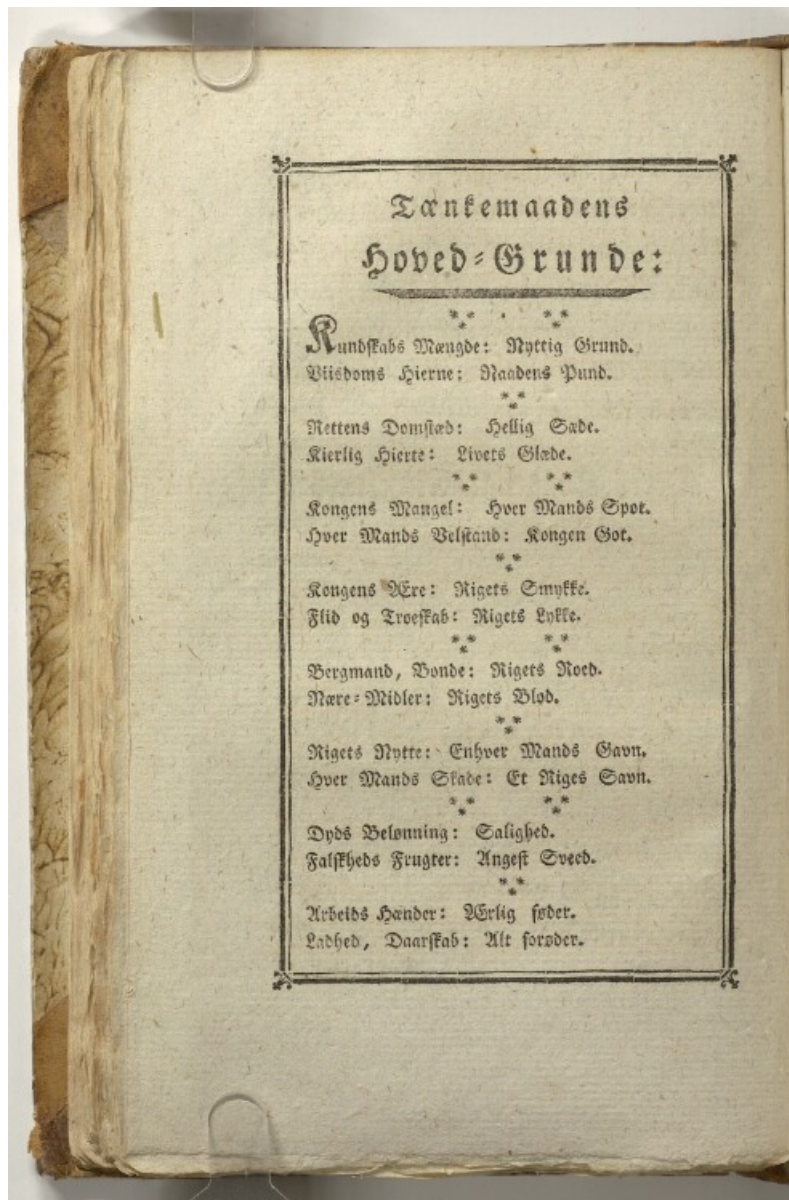 Tænkemaadens
Hoved=Grunde:
Kundskabs Mængde: Nyttig Grund.
Viisdoms Hierne: Naadens Pund.
Rettens Domstæd: Hellig Sæde.
Kierlig Hierte: Livets Glæde.
Kongens Mangel: Hver Mands Spot.
Hver Mands Velstand: Kongen Got.
Kongens Ære: Rigets Smykke.
Flid og Troeskab: Rigets Lykke.
Bergmand, Bonde: Rigets Roed.
Nære=Midler: Rigets Blod.
Rigets Nytte: Enhver Mands Gavn.
Hver Mands Skade: Et Riges Savn.
Dyds Belønning: Salighed.
Falskheds Frugter: Angest Sveed.
Arbeids Hænder: Ærlig føder.
Ladhed, Daarskab: Alt forøder.